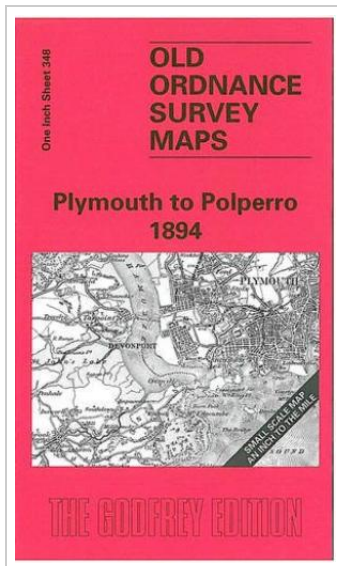 One Inch Sheet 348
OLD
ORDNANCE
SURVEY
MAPS
Plymouth to Polperro
1894
PLYMOUTH
DEVONPORT
SMALL SCALE MAP
AN INCH TO THE MILE
SOUND
THE GODFREY EDITION